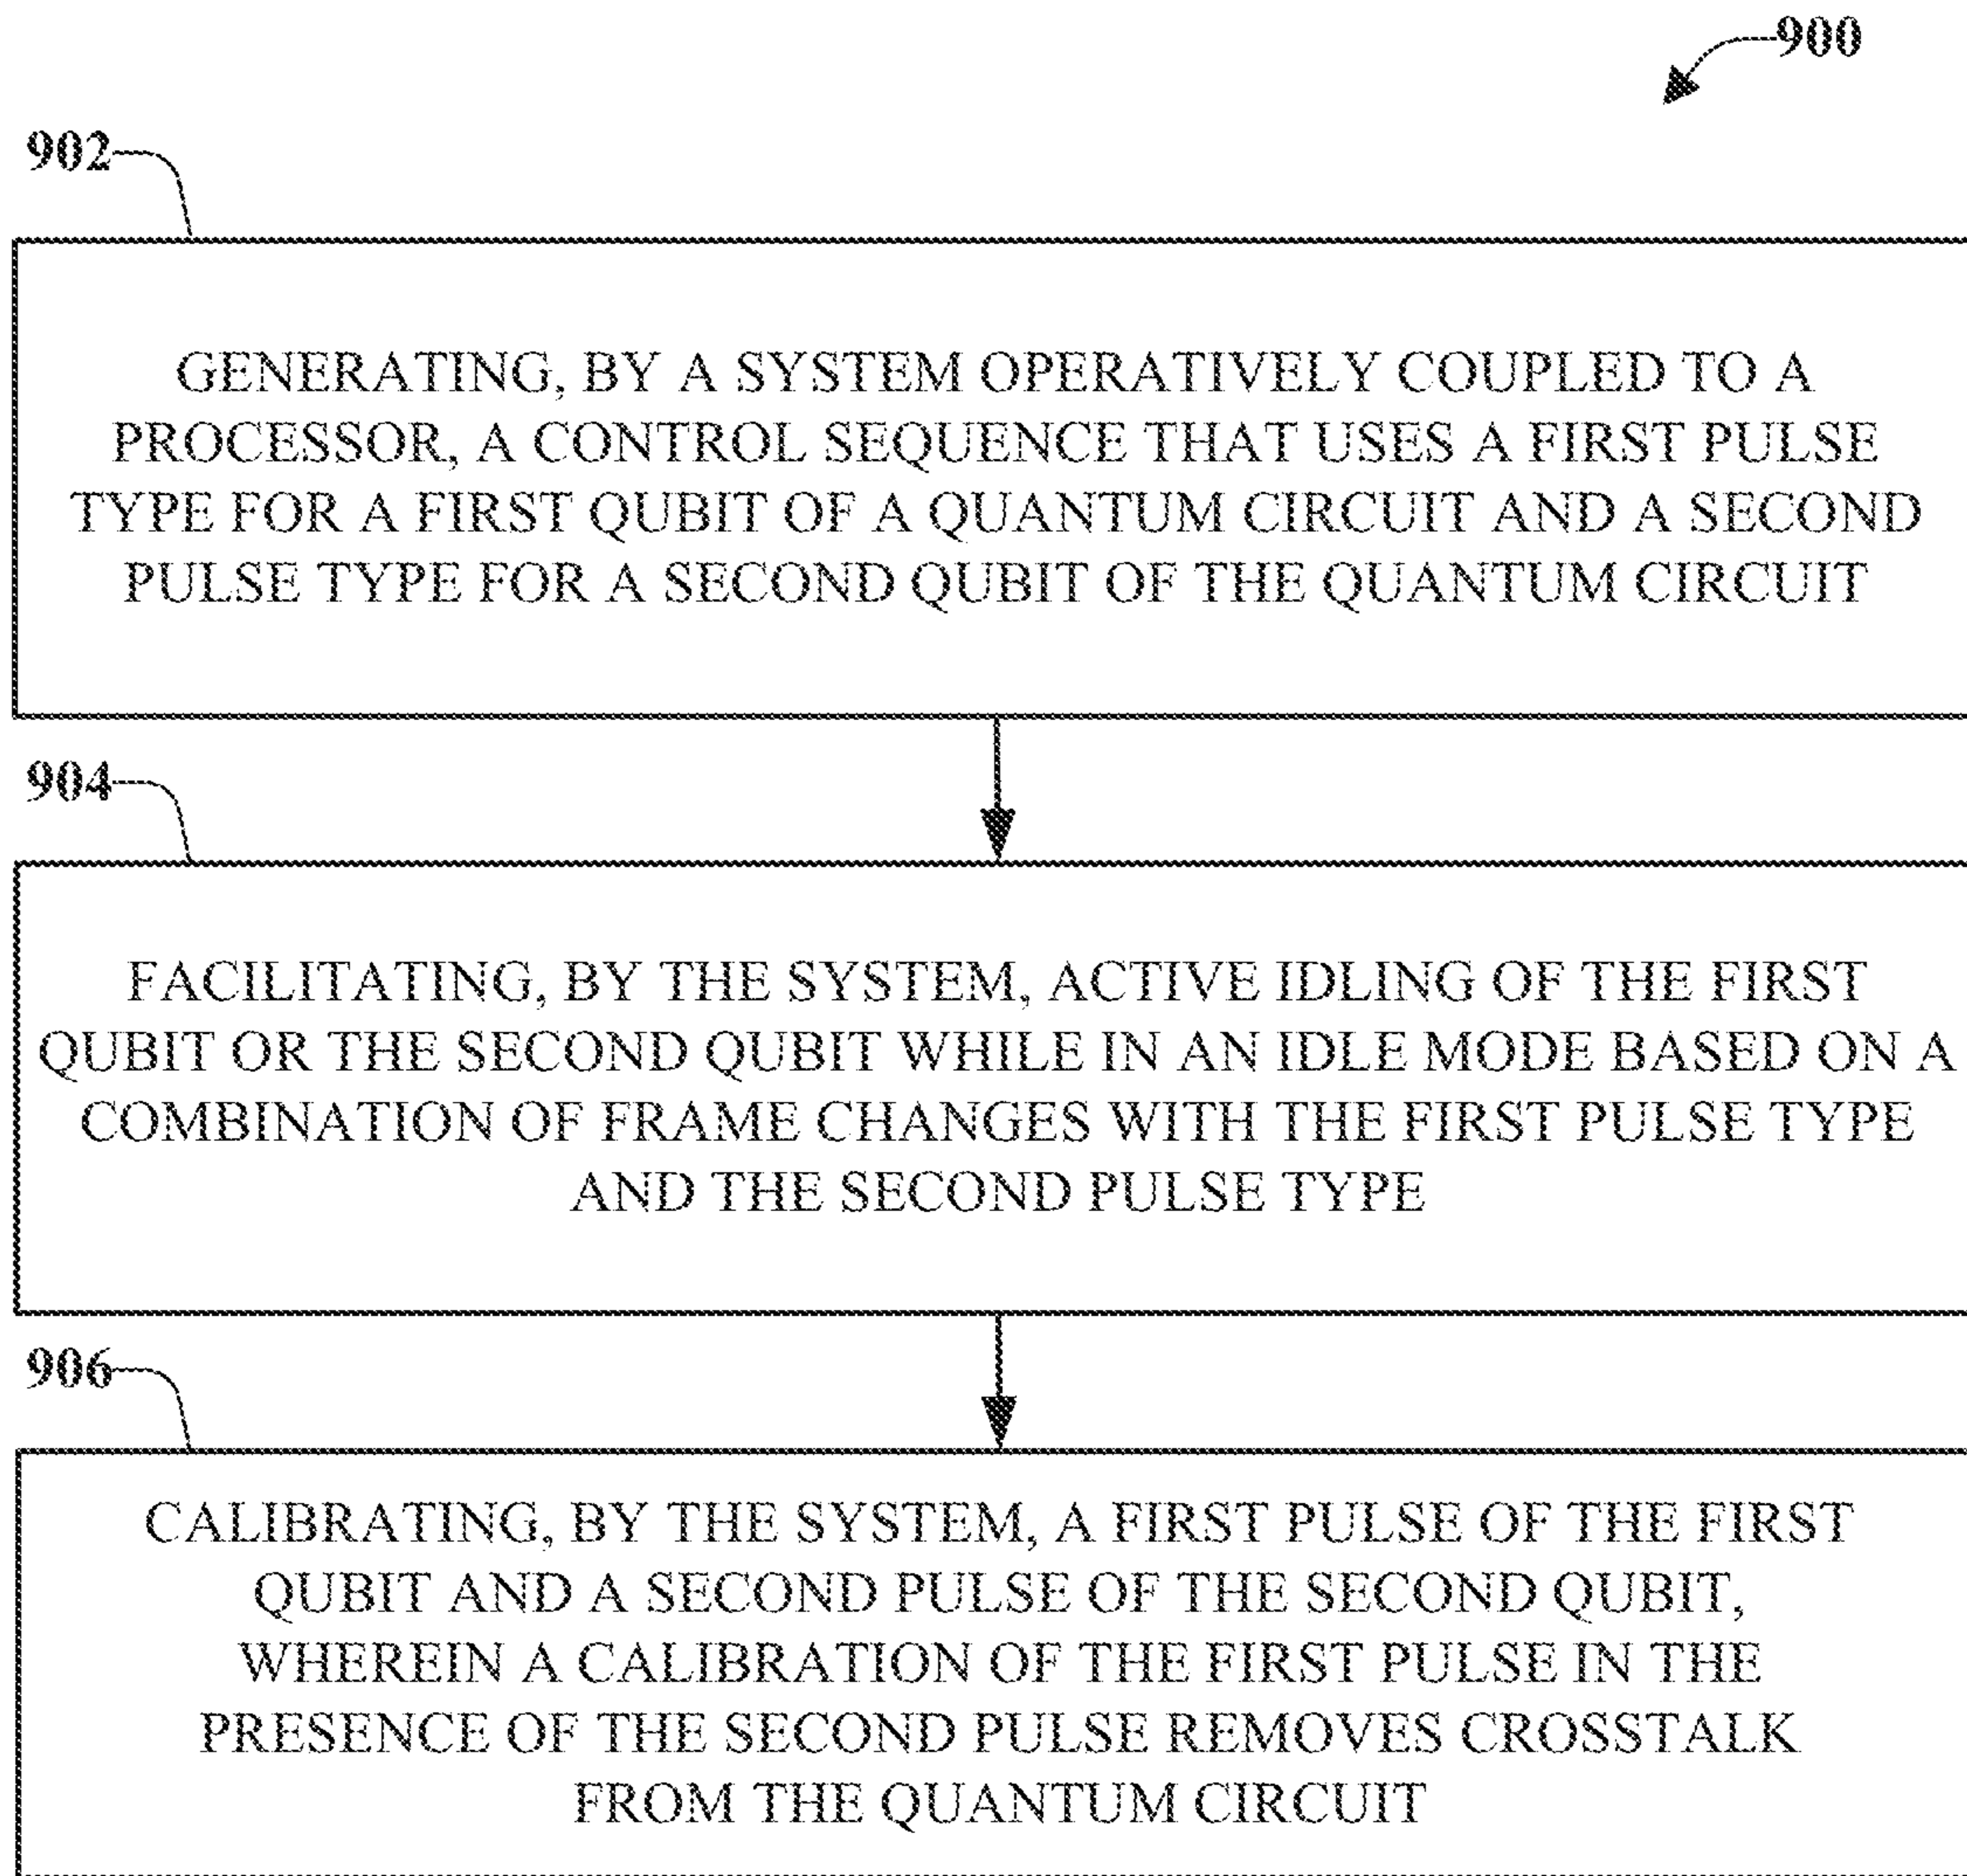 900
902
GENERATING, BY A SYSTEM OPERATIVELY COUPLED TO A
PROCESSOR, A CONTROL SEQUENCE THAT USES A FIRST PULSE
TYPE FOR A FIRST QUBIT OF A QUANTUM CIRCUIT AND A SECOND
PULSE TYPE FOR A SECOND QUBIT OF THE QUANTUM CIRCUIT
904
FACILITATING, BY THE SYSTEM, ACTIVE IDLING OF THE FIRST
QUBIT OR THE SECOND QUBIT WHILE IN AN IDLE MODE BASED ON A
COMBINATION OF FRAME CHANGES WITH THE FIRST PULSE TYPE
AND THE SECOND PULSE TYPE
906
CALIBRATING, BY THE SYSTEM, A FIRST PULSE OF THE FIRST
QUBIT AND A SECOND PULSE OF THE SECOND QUBIT,
WHEREIN A CALIBRATION OF THE FIRST PULSE IN THE
PRESENCE OF THE SECOND PULSE REMOVES CROSSTALK
FROM THE QUANTUM CIRCUIT